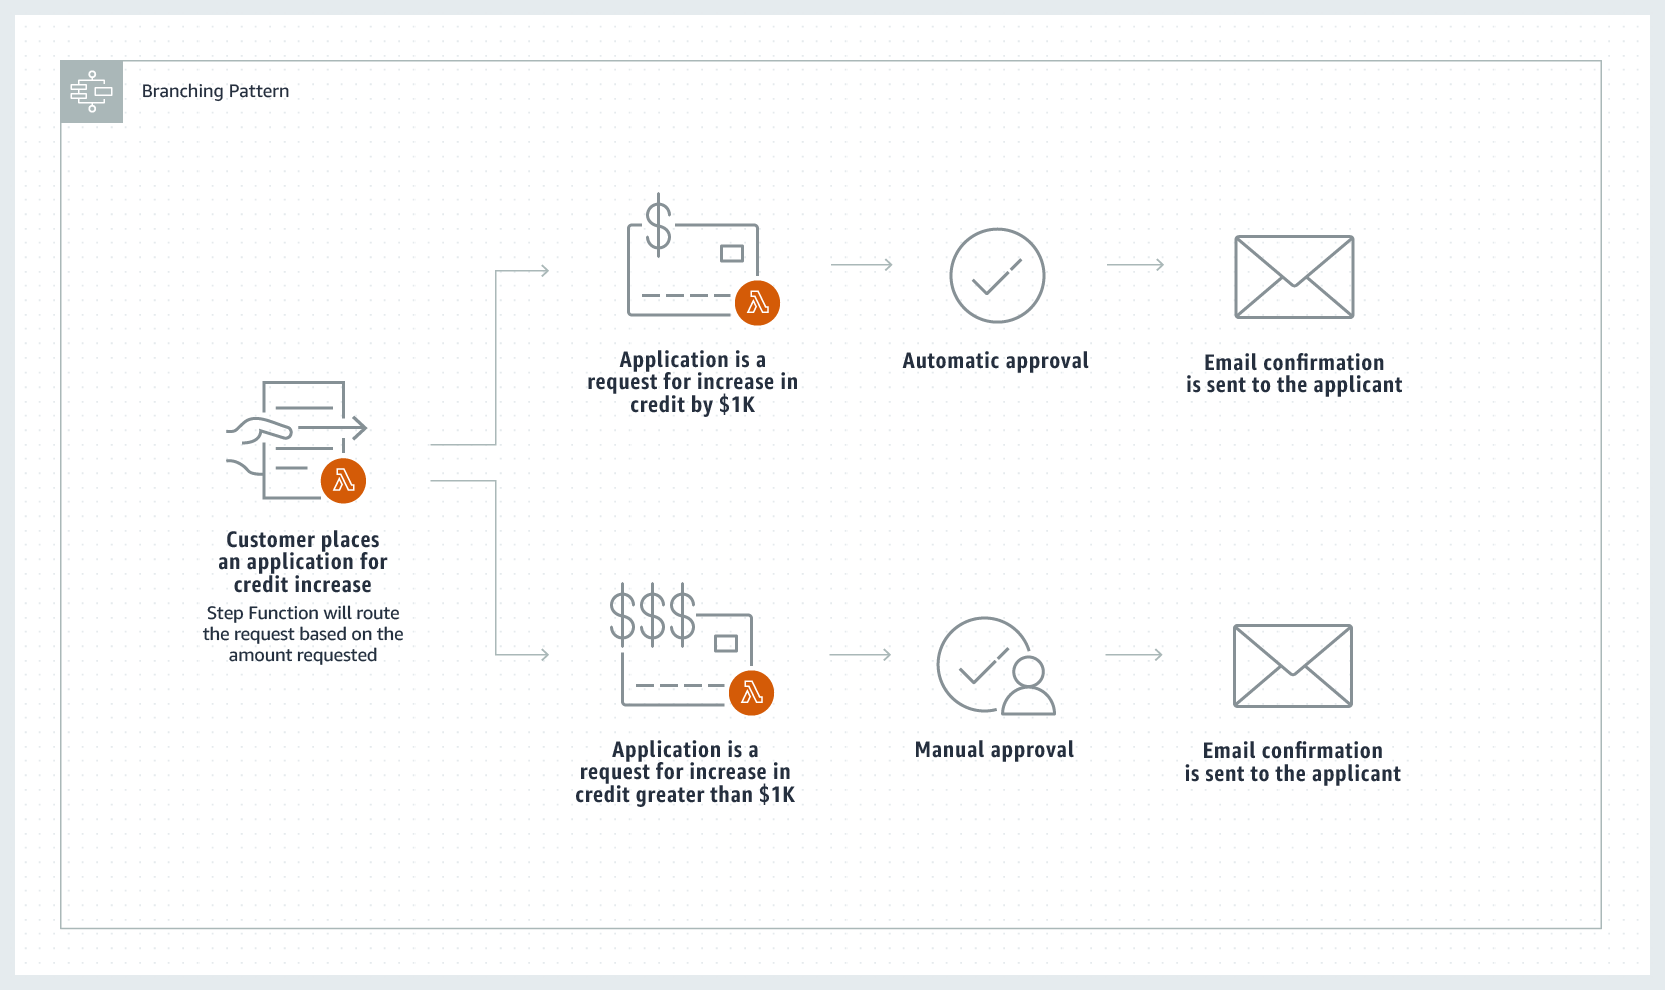 Branching Pattern
Application is a
request for increase in
credit by $1K
Automatic approval
Email confirmation
is sent to the applicant
Customer places
an application for
credit increase
Step Function will route
the request based on the
amount requested
Application is a
request for increase in
credit greater than $1K
Manual approval
Email confirmation
is sent to the applicant